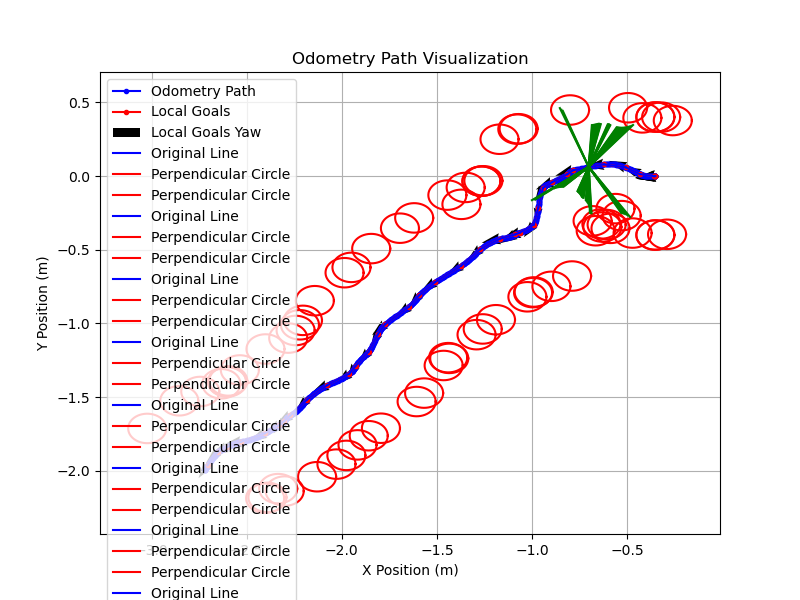 Odometry Path Visualization
Y Position (m)
0.5
0.0
−0.5
−1.0
−1.5
−2.0
Odometry Path
Local Goals
Local Goals Yaw
Original Line
Perpendicular Circle
Perpendicular Circle
Original Line
Perpendicular Circle
Perpendicular Circle
Original Line
Perpendicular Circle
Perpendicular Circle
Original Line
Perpendicular Circle
Perpendicular Circle
Original Line
Perpendicular Circle
Perpendicular Circle
Original Line
Perpendicular Circle
Perpendicular Circle
Original Line
Perpendicular Circle
Perpendicular Circle
Original Line
−2.0 −1.5 −1.0 −0.5
X Position (m)